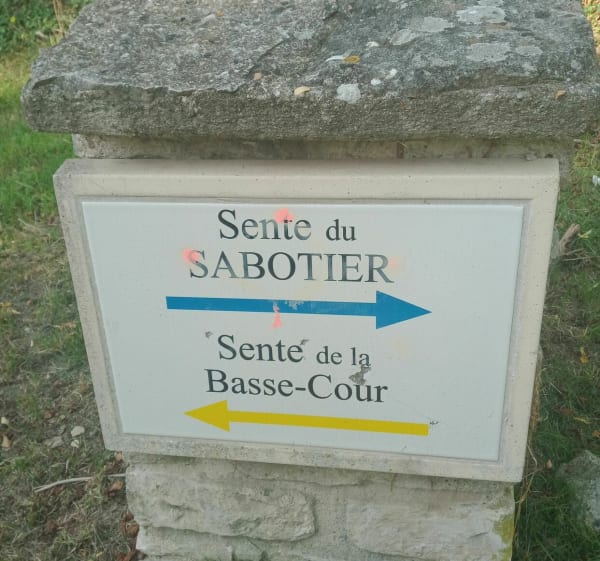 Sente du
SABOTIER
Sente de la
Basse-Cour